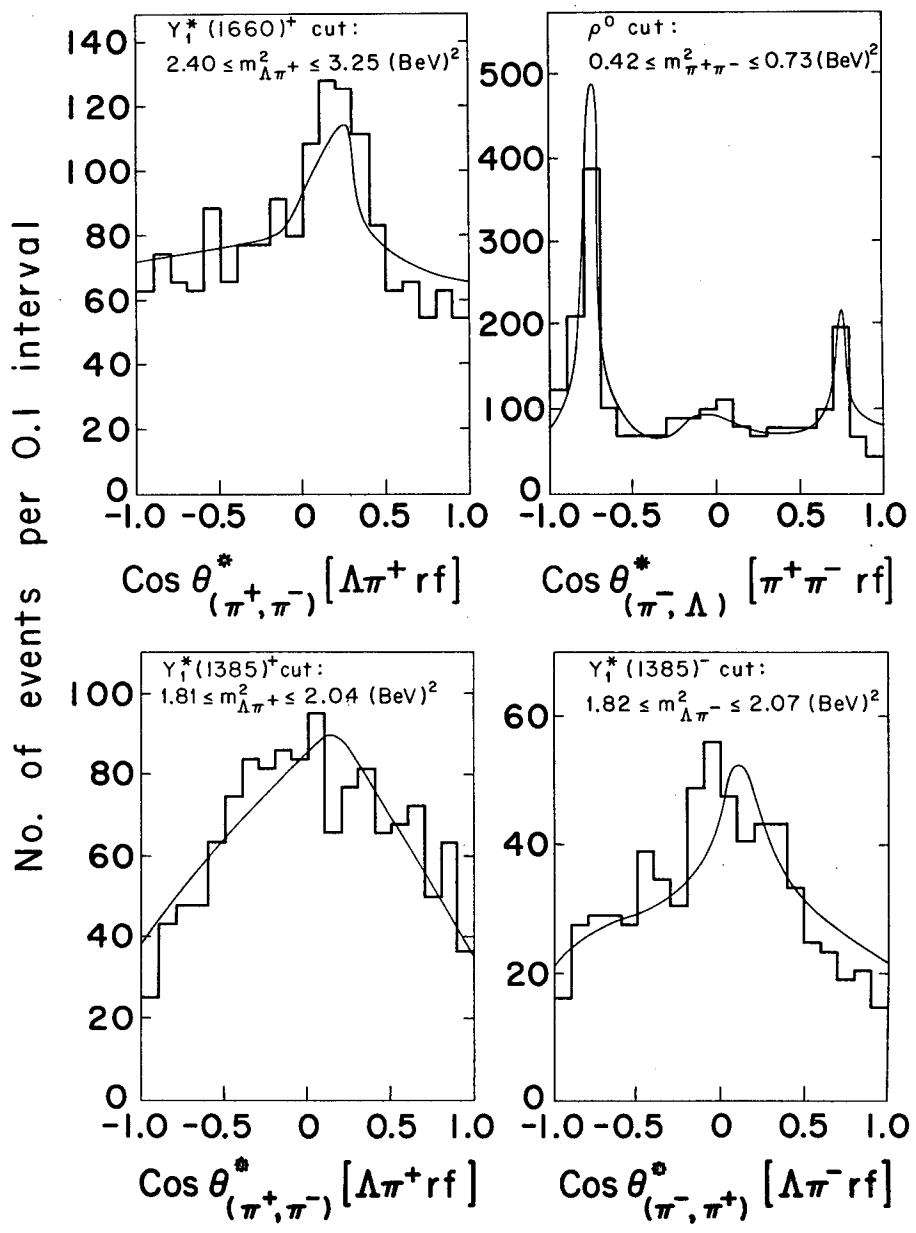 No. of events per 0.1 interval
Y₁* (1660)⁺ cut:
2.40 ≤ m²Λπ+ ≤ 3.25 (BeV)²
140
120
100
80
60
40
20
0
-1.0 -0.5 0 0.5 1.0
Cos θ*(π⁺,π⁻) [Λπ⁺ rf]
ρ⁰ cut:
0.42 ≤ m²π+π- ≤ 0.73 (BeV)²
500
400
300
200
100
0
-1.0 -0.5 0 0.5 1.0
Cos θ*(π⁻,Λ) [π⁺π⁻ rf]
Y₁* (1385)⁺ cut:
1.81 ≤ m²Λπ+ ≤ 2.04 (BeV)²
100
80
60
40
20
0
-1.0 -0.5 0 0.5 1.0
Cos θ*(π⁺,π⁻) [Λπ⁺ rf]
Y₁* (1385)⁻ cut:
1.82 ≤ m²Λπ- ≤ 2.07 (BeV)²
60
40
20
0
-1.0 -0.5 0 0.5 1.0
Cos θ*(π⁻,π⁺) [Λπ⁻ rf]